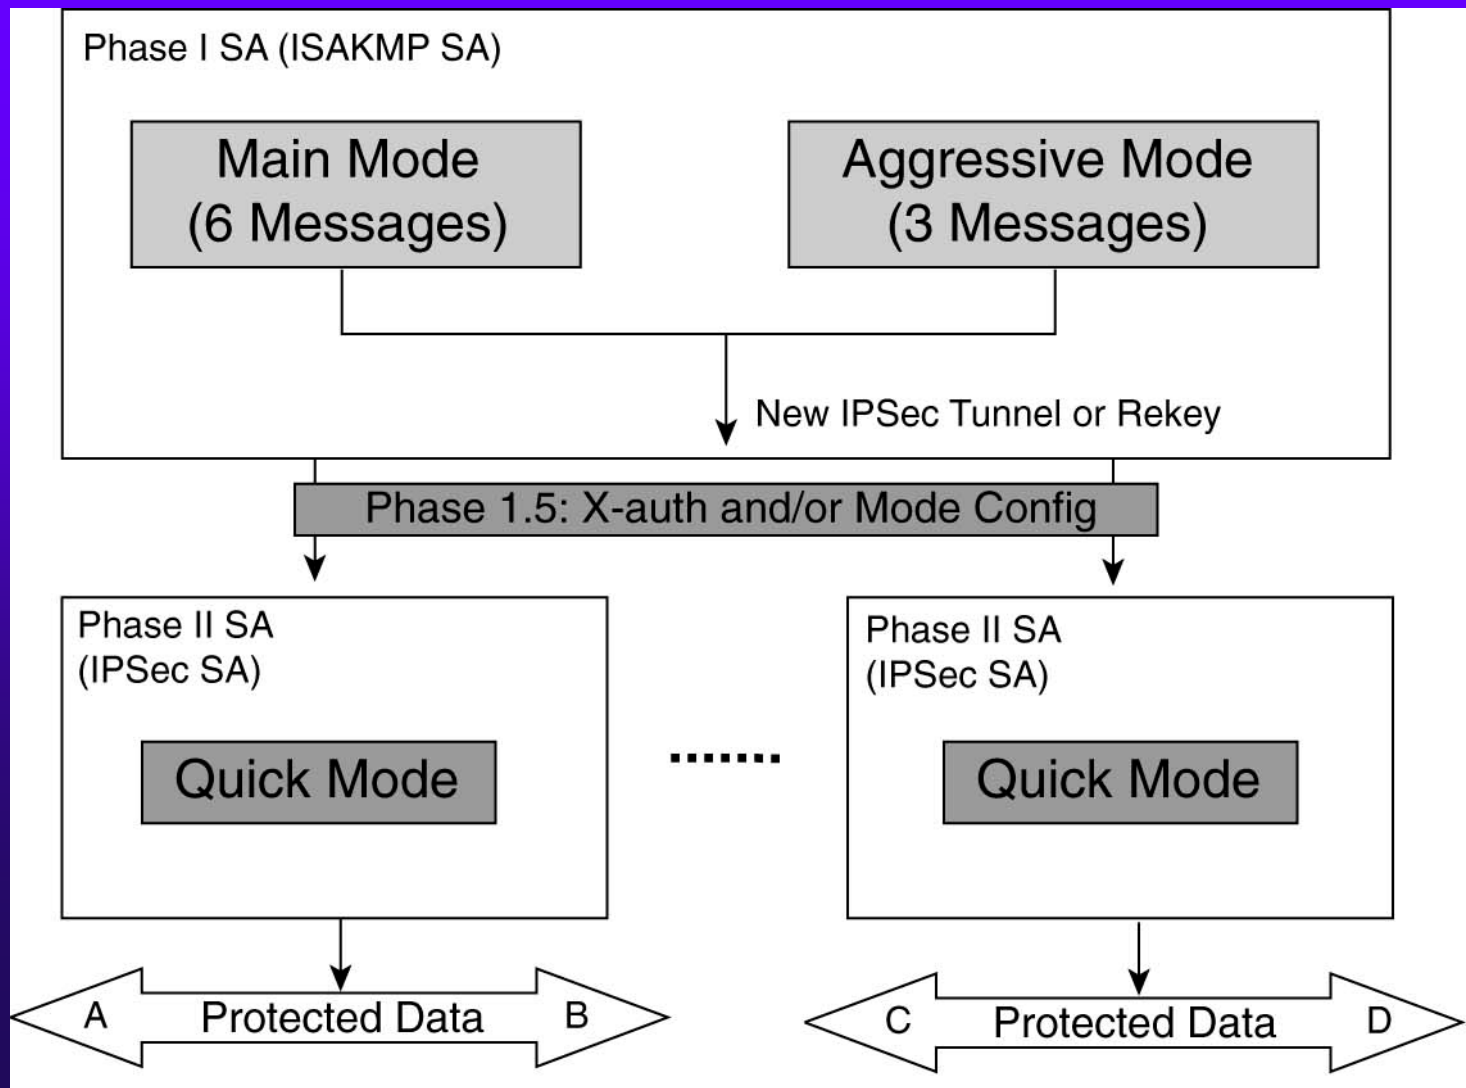 Phase I SA (ISAKMP SA)
Main Mode
(6 Messages)
Aggressive Mode
(3 Messages)
New IPSec Tunnel or Rekey
Phase 1.5: X-auth and/or Mode Config
Phase II SA
(IPSec SA)
Quick Mode
Phase II SA
(IPSec SA)
Quick Mode
A Protected Data B
C Protected Data D